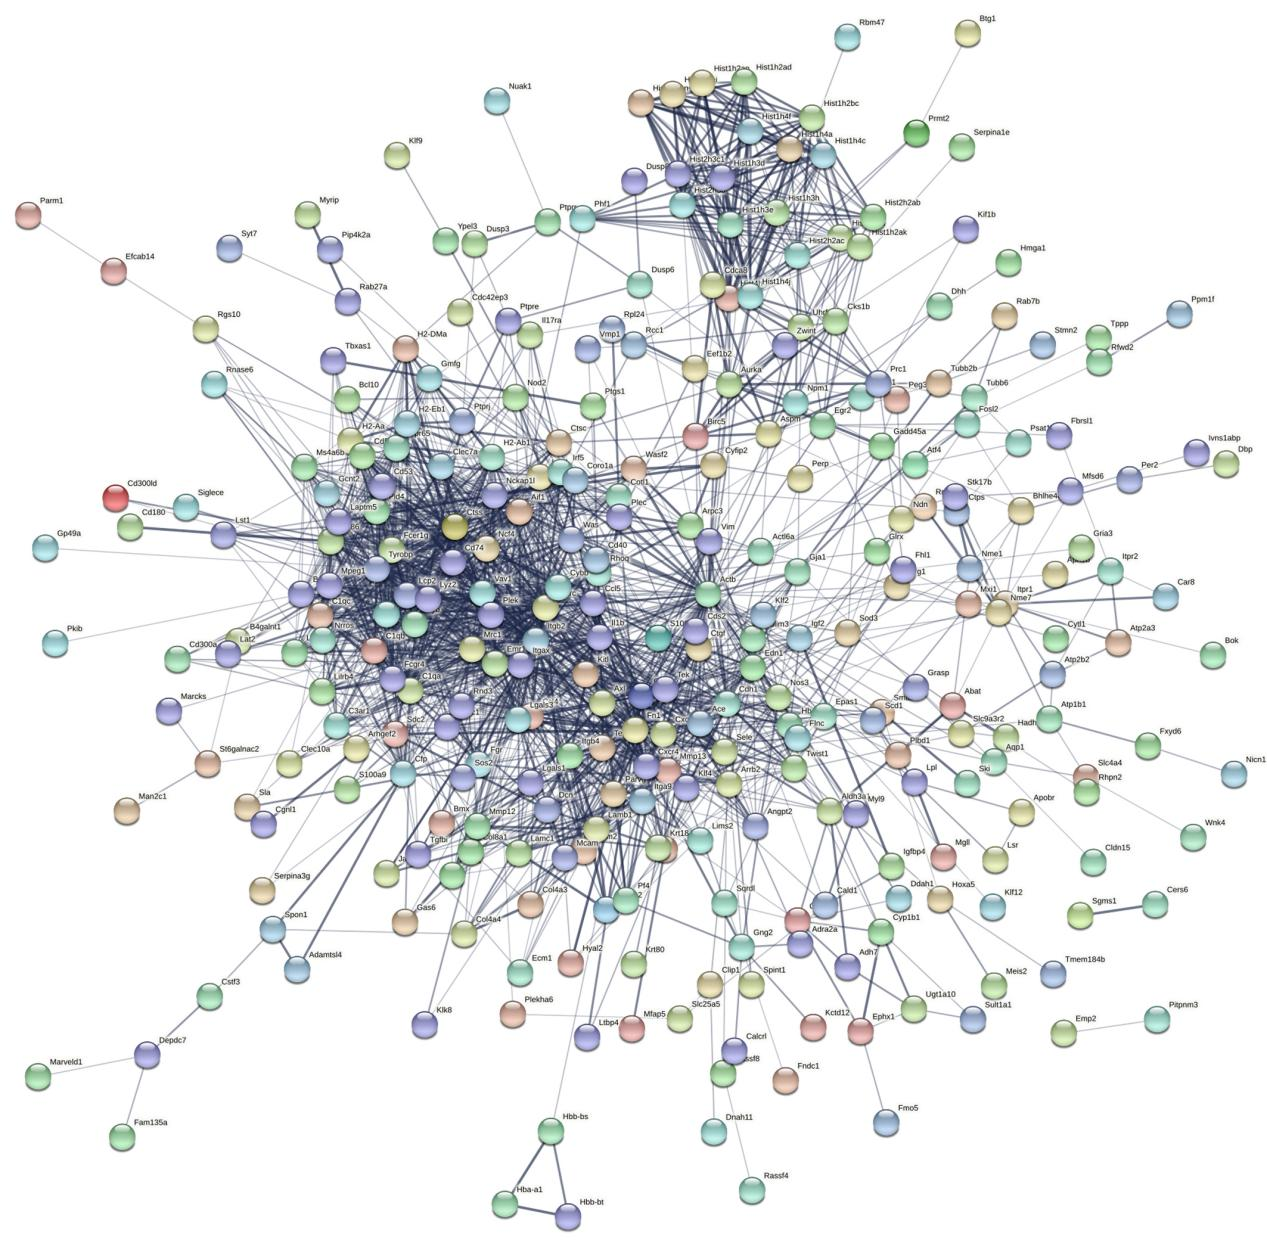 Rbm47
Btg1
Hist1h2ad
Nuak1
Hist1h2bc
Hist1h4f
Prmt2
Hist1h4a
Hist1h4c
Serpina1e
Klf9
Hist2h3c1
Hist1h3d
Parm1
Myrip
Phf1
Hist1h3h
Hist1h3e
Hist2h2ab
Kif1b
Syt7
Pip4k2a
Ypel3
Dusp3
Hist1h2ak
Hist2h2ac
Efcab14
Hmga1
Rab27a
Dusp6
Cdca8
Hist1h4j
Dhh
Cdc42ep3
Ptpre
Rab7b
Ppm1f
Rgs10
Il17ra
Rpl24
Cks1b
Stmn2
Tppp
H2-DMa
Vmp1
Rcc1
Zwint
Rfwd2
Tbxas1
Gmfg
Eef1b2
Rnase6
Aurka
Prc1
Tubb2b
Bcl10
Nod2
Ptgs1
Npm1
Peg3
Tubb6
H2-Eb1
Ptprj
Egr2
Fosl2
H2-Aa
Ctsc
Birc5
Aspm
Gadd45a
Fbrsl1
H2-Ab1
Ivns1abp
Ms4a6b
Clec7a
Irf5
Wasf2
Cyfip2
Perp
Atf4
Dbp
Cd53
Coro1a
Per2
Gcnt2
Nckap1l
Cotl1
Stk17b
Mfsd6
Cd300ld
Siglece
Laptm5
Aif1
Plec
Ndn
Ctps
Cd180
Lst1
Ctss
Arpc3
Vim
Fcer1g
Ncf4
Was
Gp49a
Tyrobp
Cd74
Cd40
Actl6a
Glrx
Gria3
Mpeg1
Rhoq
Gja1
Fhl1
Nme1
Itpr2
Lcp2
Lyz2
Vav1
Cybb
Actb
Itpr1
Car8
C1qc
Plek
Ccl5
Klf2
Mxi1
Nme7
B4galnt1
Nrros
Itgb2
Il1b
Cds2
Igf2
Sod3
Cytl1
Atp2a3
Pkib
Lat2
C1qb
Mrc1
Ctgf
Bok
Cd300a
Emr1
Itgax
Edn1
Atp2b2
Fcgr4
Kitl
Tek
Nos3
Grasp
Lilrb4
C1qa
Axl
Cdh1
Abat
Marcks
Rnd3
Ace
Epas1
Scd1
Atp1b1
C3ar1
Sdc2
Lgals3
Fn1
Flnc
Slc9a3r2
Hadh
Fxyd6
Arhgef2
Itgb4
Sele
Twist1
Plbd1
Aqp1
St6galnac2
Clec10a
Cfp
Fgr
Cxcr4
Mmp13
Slc4a4
Nicn1
Sos2
Lgals1
Klf4
Arrb2
Lpl
Ski
Rhpn2
S100a9
Itga9
Man2c1
Sla
Dcn
Aldh3a1
Myl9
Apobr
Cgnl1
Bmx
Mmp12
Lamb1
Angpt2
Wnk4
Tgfbi
Lamc1
Mcam
Krt18
Lims2
Mgll
Lsr
Cldn15
Igfbp4
Serpina3g
Col4a3
Pf4
Sqrdl
Ddah1
Hoxa5
Klf12
Cers6
Gas6
Cald1
Sgms1
Spon1
Col4a4
Cyp1b1
Adra2a
Gng2
Adamtsl4
Ecm1
Hyal2
Krt80
Adh7
Tmem184b
Clip1
Spint1
Meis2
Cstf3
Ugt1a10
Klk8
Plekha6
Slc25a5
Sult1a1
Pitpnm3
Ltbp4
Mfap5
Kctd12
Ephx1
Emp2
Calcrl
Depdc7
Marveld1
Fndc1
Fmo5
Fam135a
Hbb-bs
Dnah11
Rassf4
Hba-a1
Hbb-bt